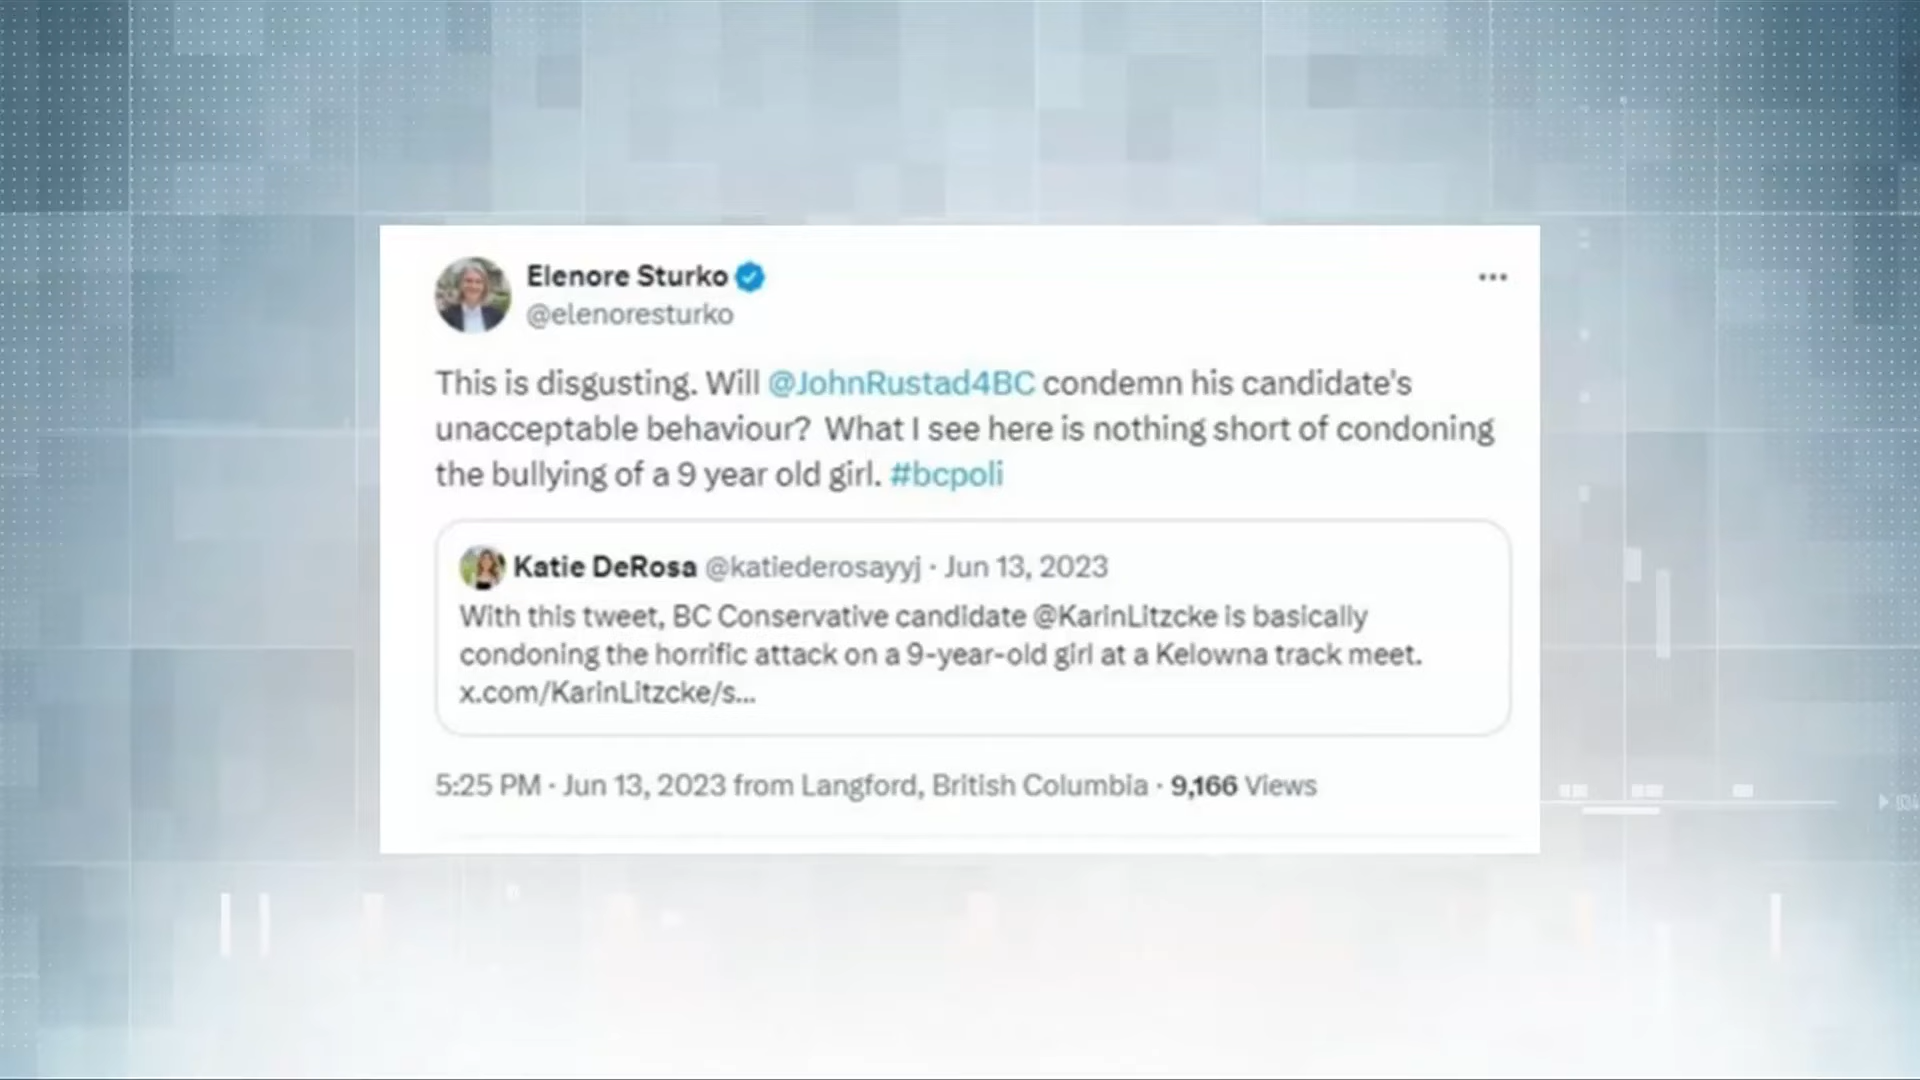 Elenore Sturko
@elenoresturko
...
This is disgusting. Will @JohnRustad4BC condemn his candidate's
unacceptable behaviour? What I see here is nothing short of condoning
the bullying of a 9 year old girl. #bcpoli
Katie DeRosa @katiederosayyj · Jun 13, 2023
With this tweet, BC Conservative candidate @KarinLitzcke is basically
condoning the horrific attack on a 9-year-old girl at a Kelowna track meet.
x.com/KarinLitzcke/s...
5:25 PM · Jun 13, 2023 from Langford, British Columbia · 9,166 Views